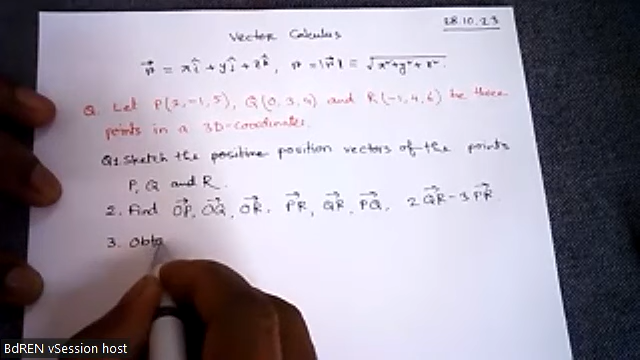 28.10.23
Vector Calculus
r⃗ = xî + yĵ + zk̂, r = |r⃗| = √x²+y²+z².
Q. Let P(2,-1,5), Q(0,3,4) and R(-1,4,6) be three
points in a 3D-coordinates.
Q1. Sketch the positine position vectors of the points
P, Q and R.
2. Find OP⃗, OQ⃗, OR⃗. PR⃗, QR⃗, PQ⃗, 2QR⃗ - 3PR⃗
3. Obta
BdREN vSession host